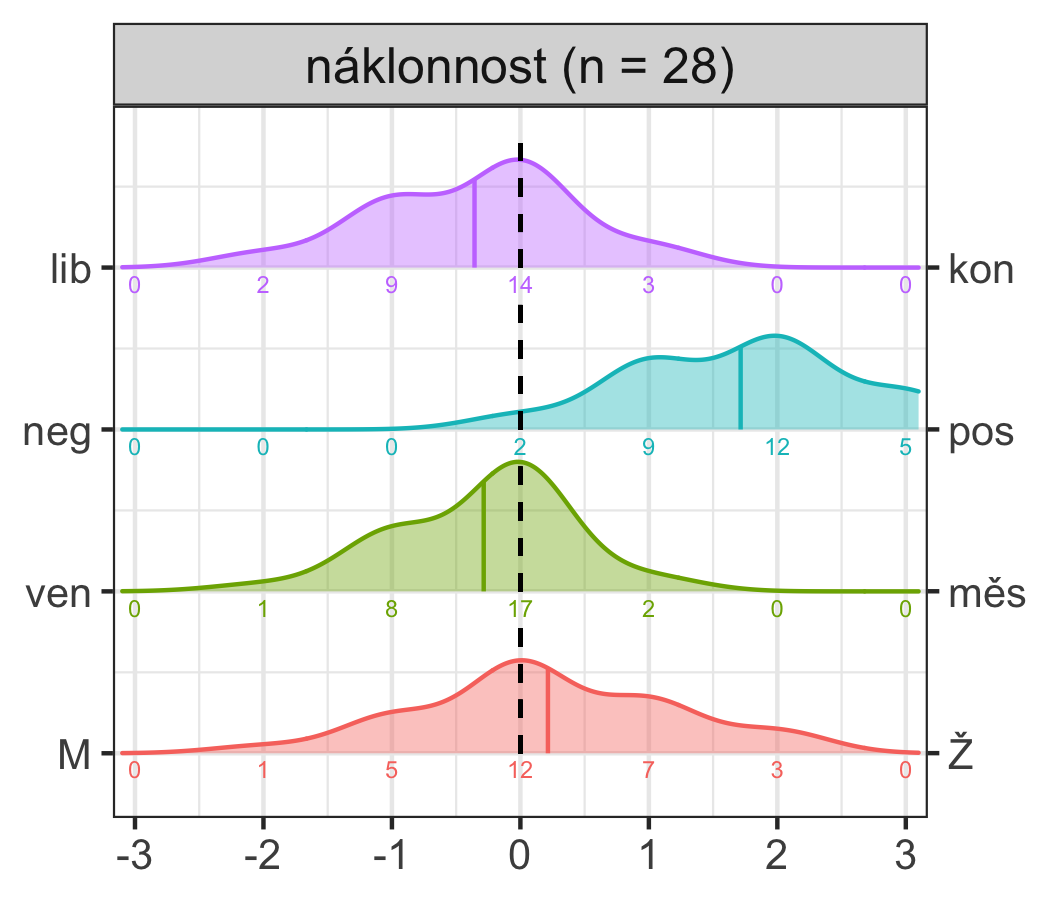 náklonnost (n = 28)
lib kon
0 2 9 14 3 0 0
neg pos
0 0 0 2 9 12 5
ven měs
0 1 8 17 2 0 0
M Ž
0 1 5 12 7 3 0
-3 -2 -1 0 1 2 3